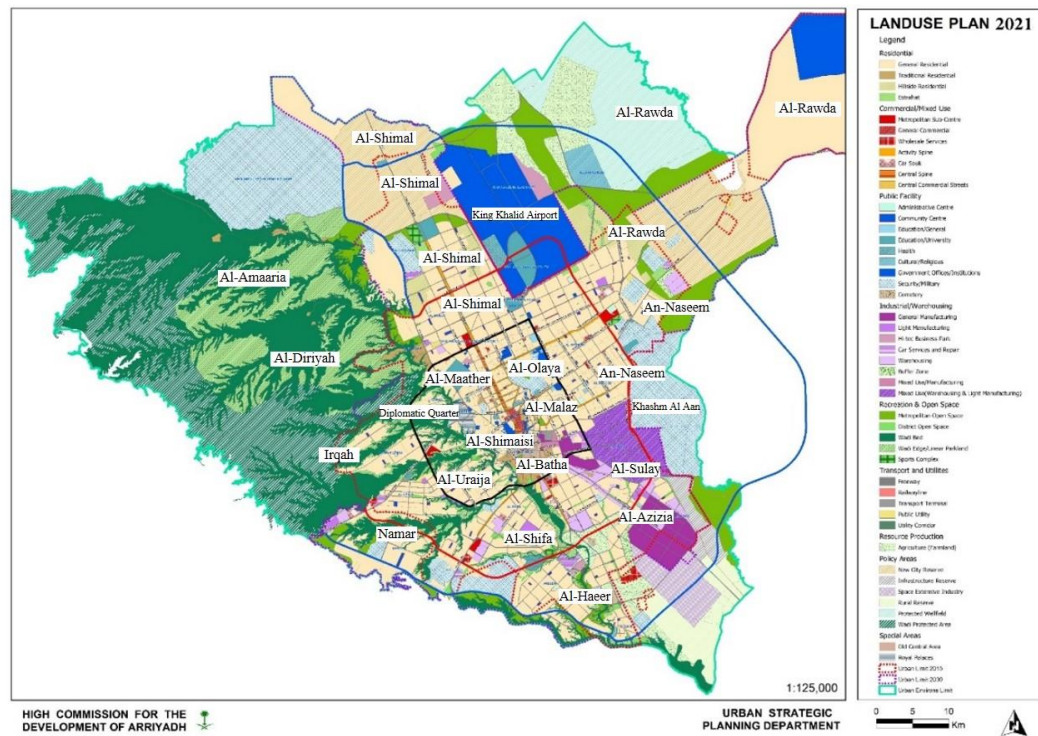 Al-Rawda
Al-Rawda
Al-Shimal
Al-Shimal
King Khalid Airport
Al-Rawda
Al-Shimal
Al-Amaaria
Al-Shimal
An-Naseem
Al-Diriyah
Al-Olaya
Al-Maather
An-Naseem
Diplomatic Quarter
Al-Malaz
Khashm Al Aan
Al-Shimaisi
Irqah
Al-Batha
Al-Sulay
Al-Uraija
Al-Azizia
Namar
Al-Shifa
Al-Haeer
1:125,000
HIGH COMMISSION FOR THE
DEVELOPMENT OF ARRIYADH
URBAN STRATEGIC
PLANNING DEPARTMENT
LANDUSE PLAN 2021
Legend
Residential
General Residential
Traditional Residential
Hillside Residential
Estrahat
Commercial/Mixed Use
Metropolitan Sub-Centre
General Commercial
Wholesale Services
Activity Spine
Car Souk
Central Spine
Central Commercial Streets
Public Facility
Administrative Centre
Community Centre
Education/General
Education/University
Health
Culture/Religious
Government Offices/Institutions
Security/Military
Cemetery
Industrial/Warehousing
General Manufacturing
Light Manufacturing
Hi-tec Business Park
Car Services and Repair
Warehousing
Buffer Zone
Mixed Use/Manufacturing
Mixed Use(Warehousing & Light Manufacturing)
Recreation & Open Space
Metropolitan Open Space
District Open Space
Wadi Bed
Wadi Edge/Linear Parkland
Sports Complex
Transport and Utilites
Freeway
Railwayline
Transport Terminal
Public Utility
Utility Corridor
Resource Production
Agriculture (Farmland)
Policy Areas
New City Reserve
Infrastructure Reserve
Space Extensive Industry
Rural Reserve
Protected Wellfield
Wadi Protected Area
Special Areas
Old Central Area
Royal Palaces
Urban Limit 2015
Urban Limit 2030
Urban Environs Limit
0 5 10
Km
N